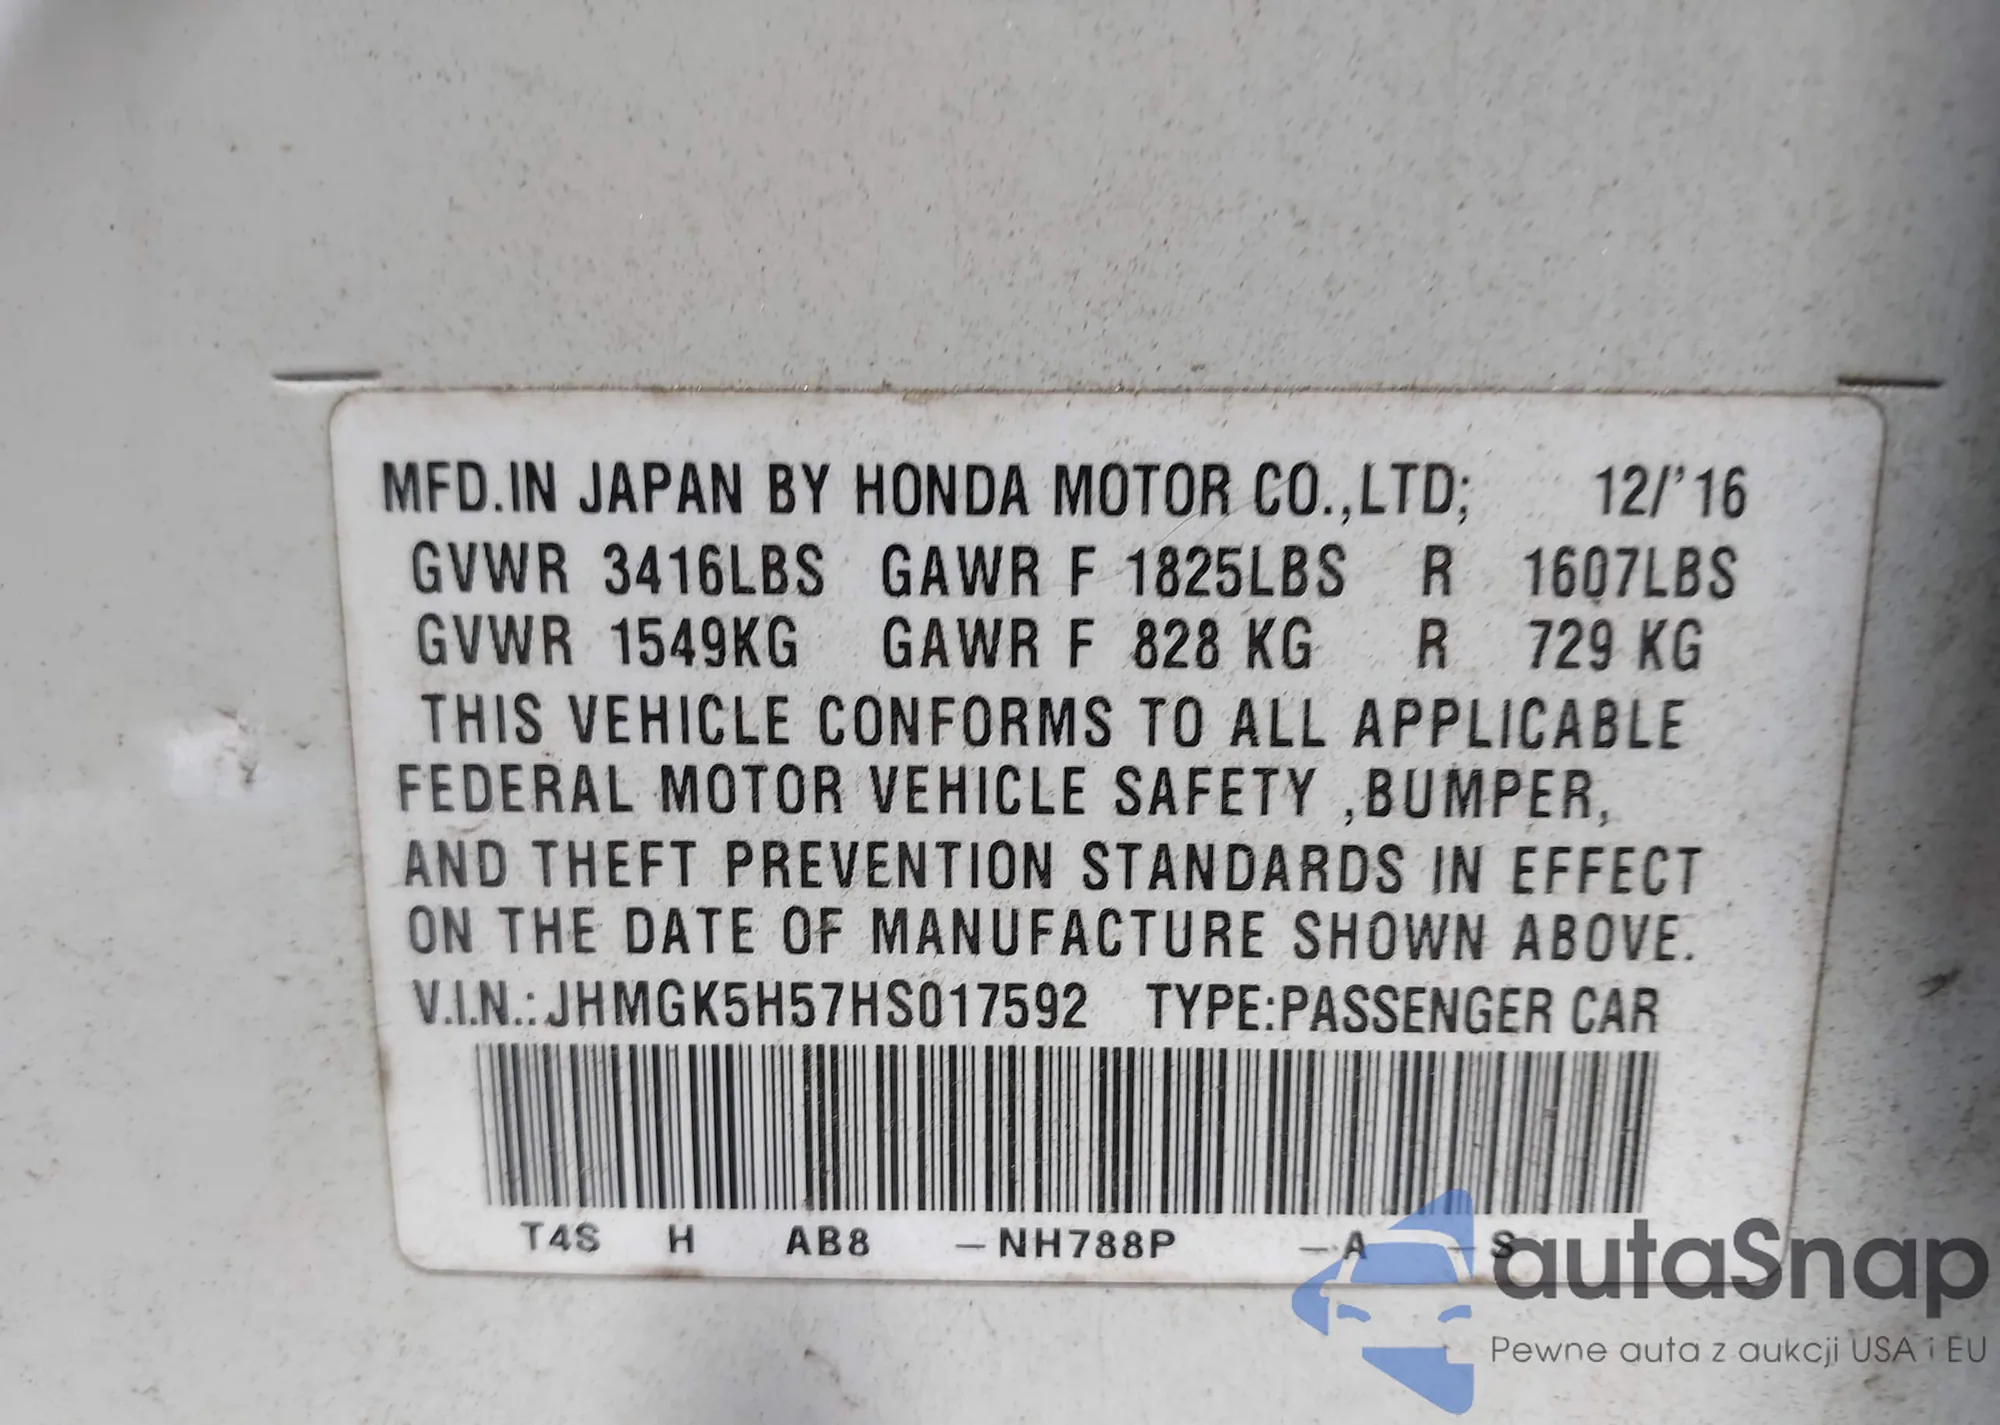 MFD.IN JAPAN BY HONDA MOTOR CO.,LTD; 12/'16
GVWR 3416LBS GAWR F 1825LBS R 1607LBS
GVWR 1549KG GAWR F 828 KG R 729 KG
THIS VEHICLE CONFORMS TO ALL APPLICABLE
FEDERAL MOTOR VEHICLE SAFETY ,BUMPER,
AND THEFT PREVENTION STANDARDS IN EFFECT
ON THE DATE OF MANUFACTURE SHOWN ABOVE.
V.I.N.:JHMGK5H57HS017592 TYPE:PASSENGER CAR
T4S H AB8 –NH788P –A –S
autaSnap
Pewne auta z aukcji USA i EU